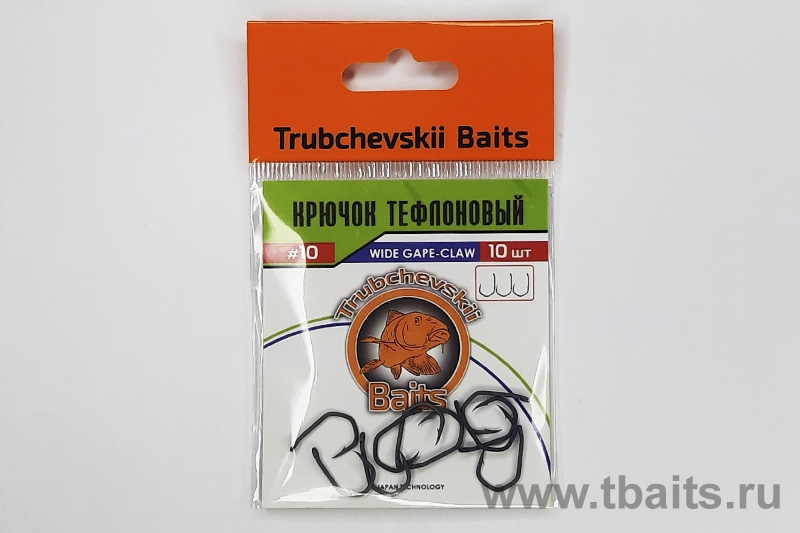 Trubchevskii Baits
КРЮЧОК ТЕФЛОНОВЫЙ
#10 WIDE GAPE-CLAW 10 шт
Trubchevskii
Baits
JAPAN TECHNOLOGY
www.tbaits.ru